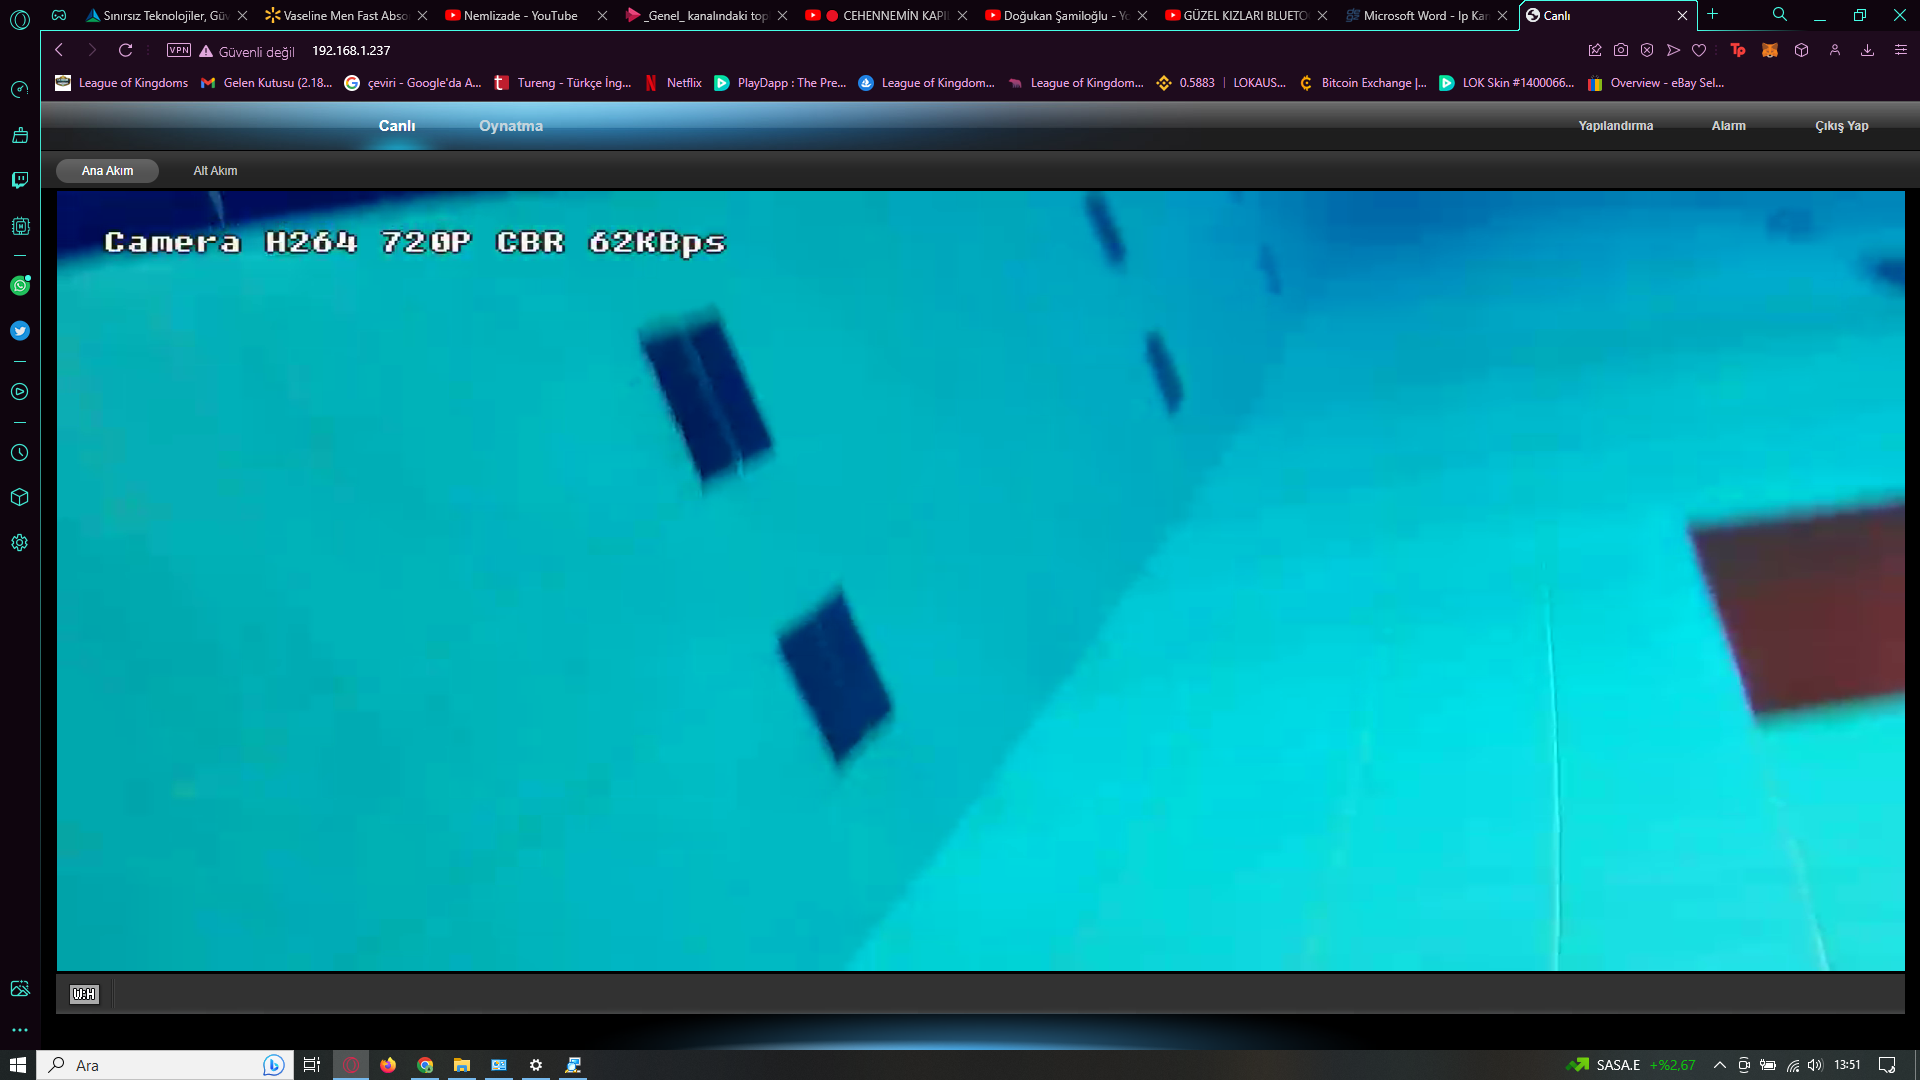 Sınırsız Teknolojiler, Güv
Vaseline Men Fast Abso
Nemlizade - YouTube
_Genel_ kanalındaki top
CEHENNEMİN KAPI
Doğukan Şamiloğlu - Yo
GÜZEL KIZLARI BLUETO
Microsoft Word - Ip Kar
Canlı
VPN
Güvenli değil
192.168.1.237
League of Kingdoms
Gelen Kutusu (2.18...
çeviri - Google'da A...
Tureng - Türkçe İng...
Netflix
PlayDapp : The Pre...
League of Kingdom...
League of Kingdom...
0.5883 | LOKAUS...
Bitcoin Exchange |...
LOK Skin #1400066...
Overview - eBay Sel...
Canlı
Oynatma
Yapılandırma
Alarm
Çıkış Yap
Ana Akım
Alt Akım
Camera H264 720P CBR 62KBps
W:H
Ara
SASA.E +%2.67
13:51